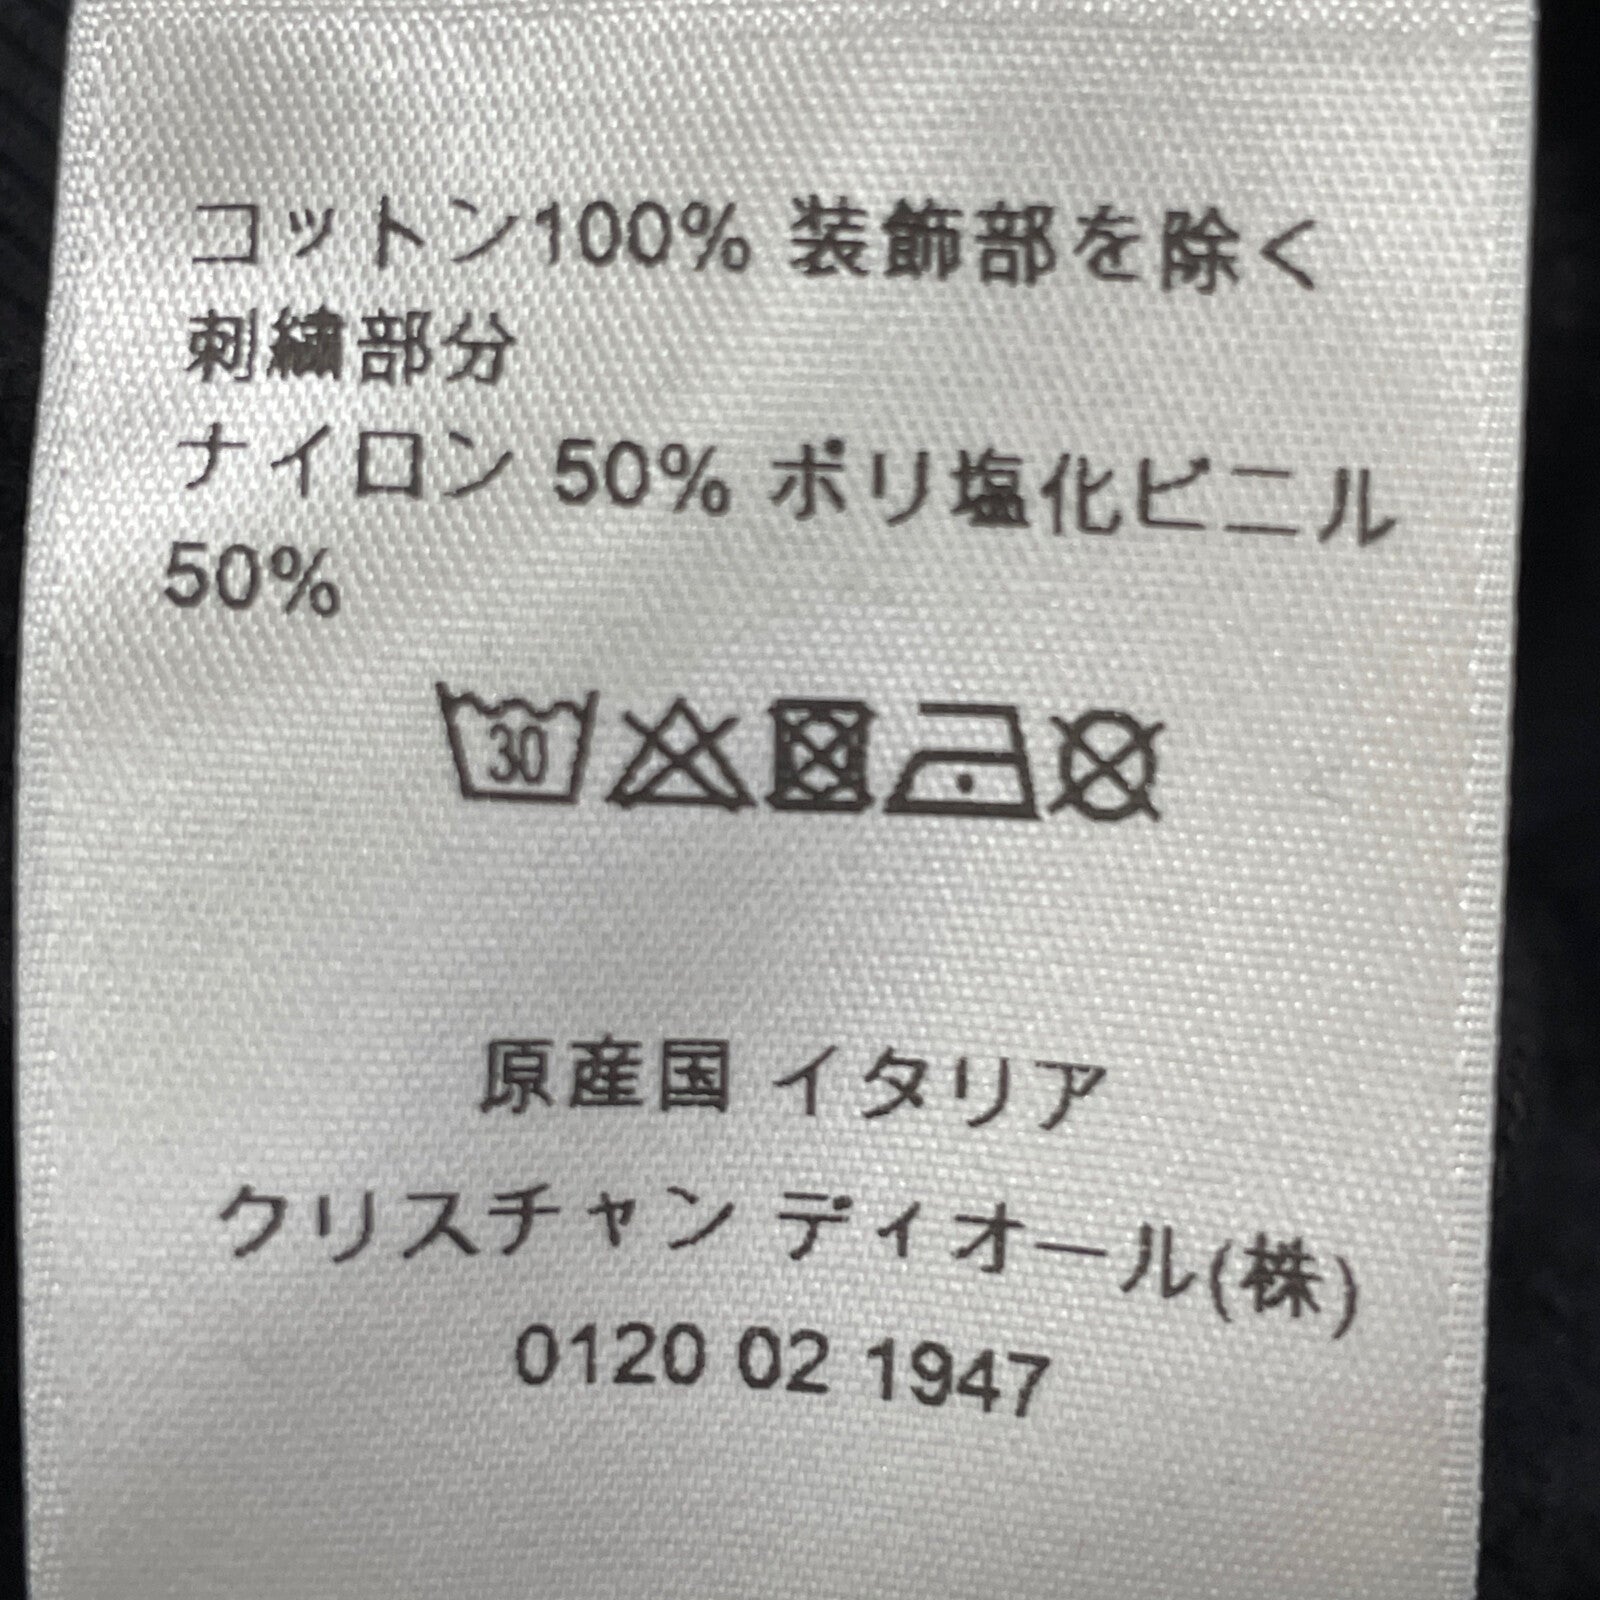 コットン100% 装飾部を除く
刺繍部分
ナイロン 50% ポリ塩化ビニル
50%
30
原産国 イタリア
クリスチャン ディオール(株)
0120 02 1947